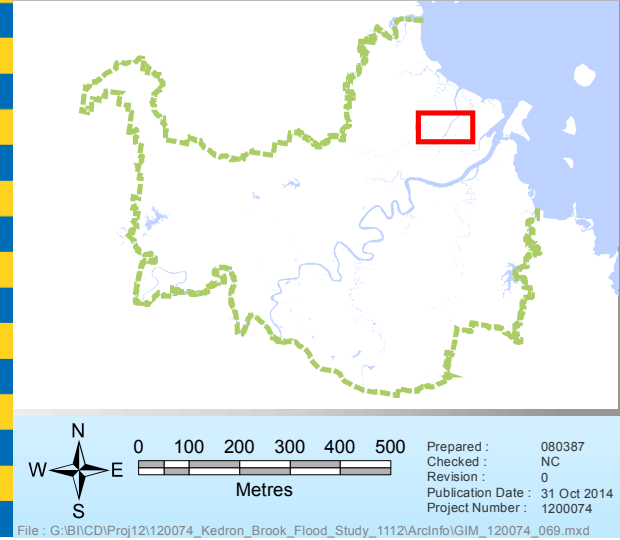 N
W E
S
0 100 200 300 400 500
Metres
Prepared : 080387
Checked : NC
Revision : 0
Publication Date : 31 Oct 2014
Project Number : 1200074
File : G:\BI\CD\Proj12\120074_Kedron_Brook_Flood_Study_1112\ArcInfo\GIM_120074_069.mxd